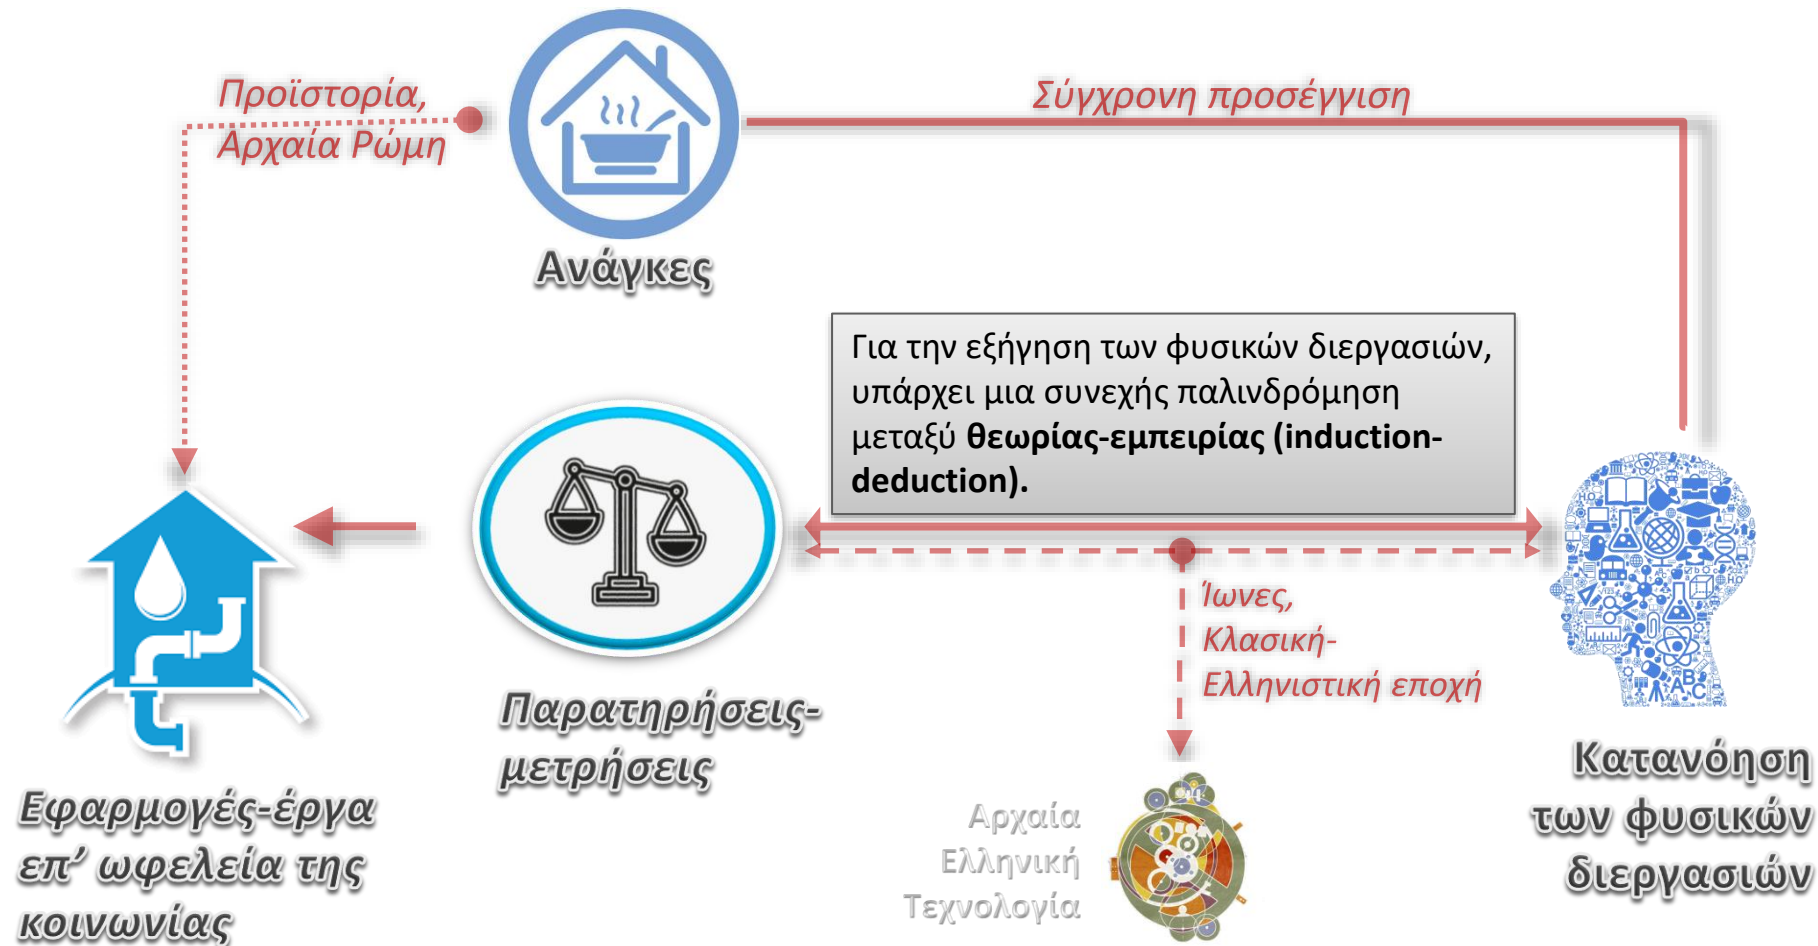 Προϊστορία,
Αρχαία Ρώμη
Σύγχρονη προσέγγιση
Ανάγκες
Για την εξήγηση των φυσικών διεργασιών,
υπάρχει μια συνεχής παλινδρόμηση
μεταξύ θεωρίας-εμπειρίας (induction-
deduction).
Ίωνες,
Κλασική-
Ελληνιστική εποχή
Παρατηρήσεις-
μετρήσεις
Εφαρμογές-έργα
επ’ ωφελεία της
κοινωνίας
Αρχαία
Ελληνική
Τεχνολογία
Κατανόηση
των φυσικών
διεργασιών
H₂O
ABC